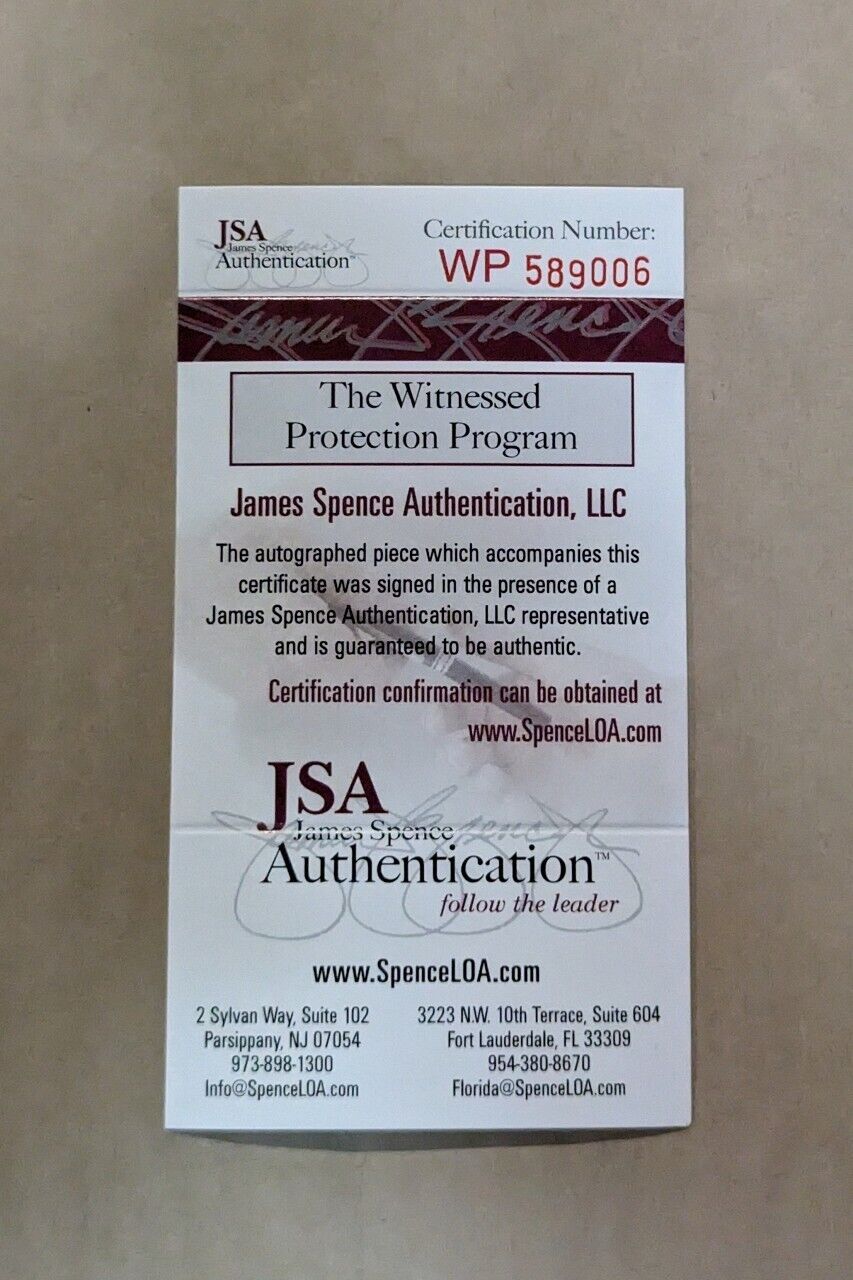 JSA
James Spence
Authentication™
Certification Number:
WP 589006
James Spence
The Witnessed
Protection Program
James Spence Authentication, LLC
The autographed piece which accompanies this
certificate was signed in the presence of a
James Spence Authentication, LLC representative
and is guaranteed to be authentic.
Certification confirmation can be obtained at
www.SpenceLOA.com
JSA
James Spence
Authentication™
follow the leader
www.SpenceLOA.com
2 Sylvan Way, Suite 102
Parsippany, NJ 07054
973-898-1300
Info@SpenceLOA.com
3223 N.W. 10th Terrace, Suite 604
Fort Lauderdale, FL 33309
954-380-8670
Florida@SpenceLOA.com